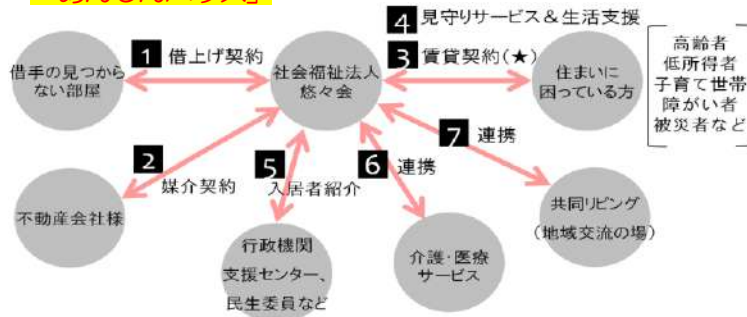 4 見守りサービス＆生活支援
1 借上げ契約
3 賃貸契約(★)
借手の見つから
ない部屋
社会福祉法人
悠々会
住まいに
困っている方
高齢者
低所得者
子育て世帯
障がい者
被災者など
2
媒介契約
5
入居者紹介
6 連携
7 連携
不動産会社様
行政機関
支援センター、
民生委員など
介護・医療
サービス
共同リビング
(地域交流の場)